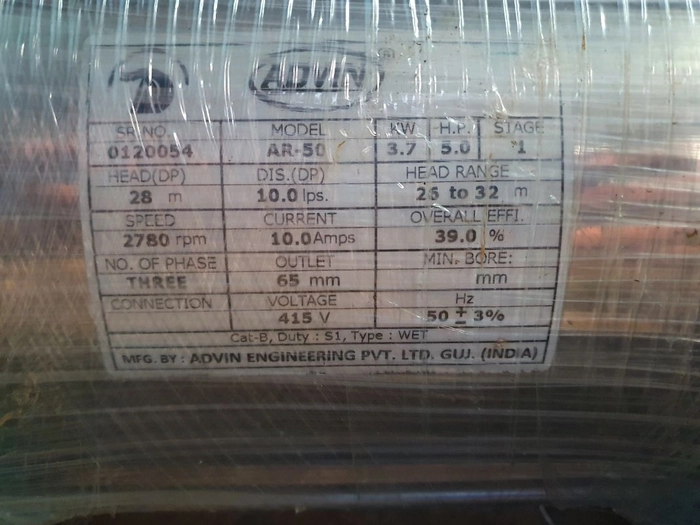 ADVIN
SR.NO. MODEL KW H.P. STAGE
0120054 AR-50 3.7 5.0 1
HEAD(DP) DIS.(DP) HEAD RANGE
28 m 10.0 lps. 26 to 32 m
SPEED CURRENT OVERALL EFFI.
2780 rpm 10.0 Amps 39.0 %
NO. OF PHASE OUTLET MIN. BORE:
THREE 65 mm mm
CONNECTION VOLTAGE Hz
415 V 50 ± 3%
Cat-B, Duty : S1, Type : WET
MFG. BY : ADVIN ENGINEERING PVT. LTD. GUJ. (INDIA)